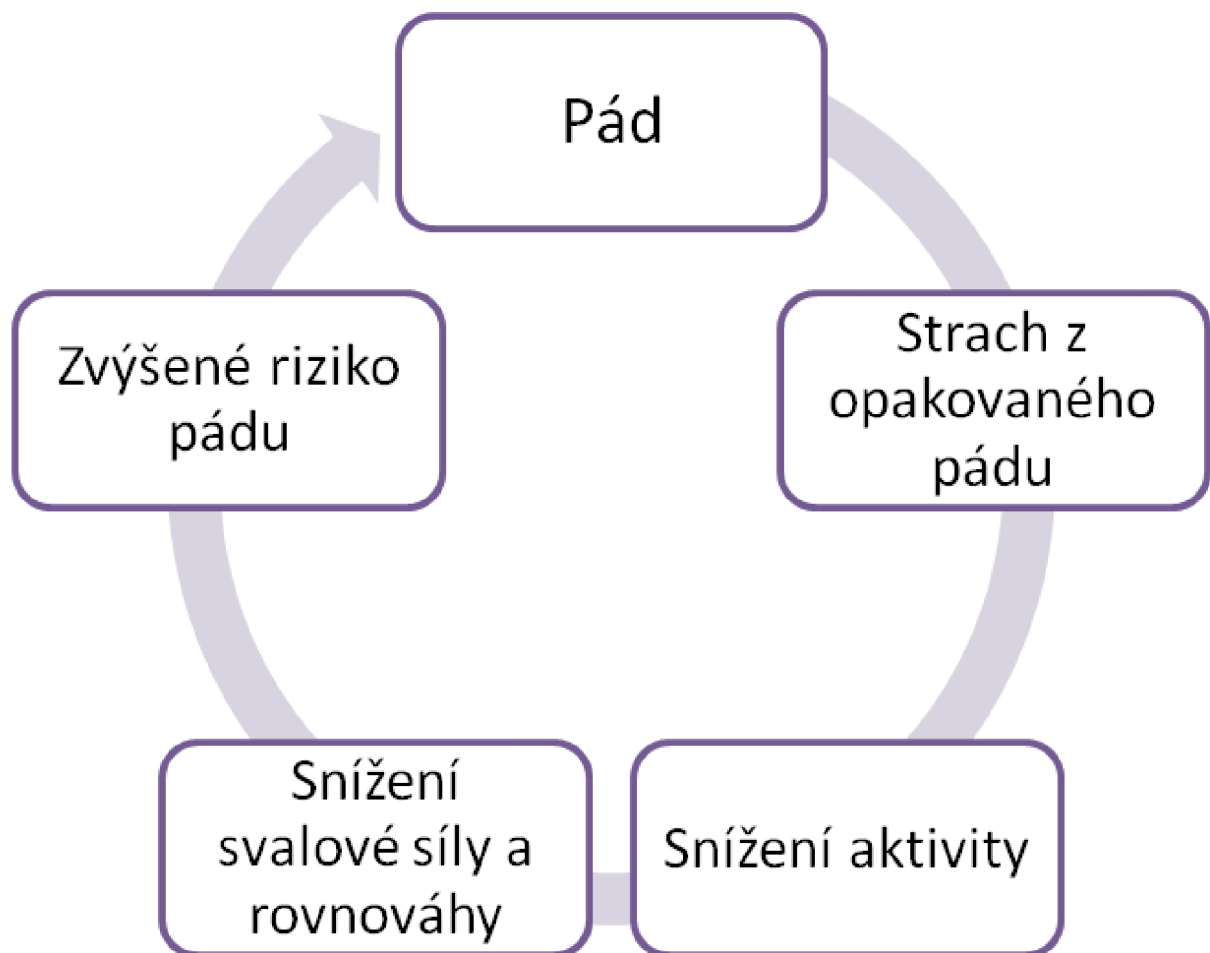 Pád
Strach z
opakovaného
pádu
Snížení aktivity
Snížení
svalové síly a
rovnováhy
Zvýšené riziko
pádu